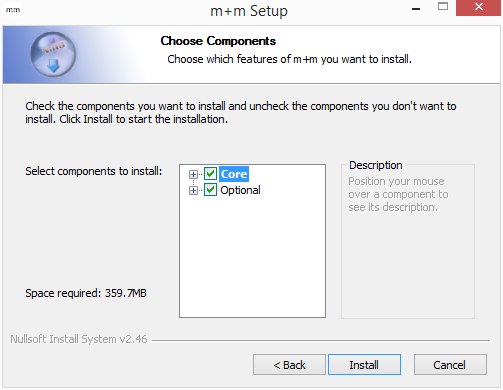 mm
m+m Setup
Choose Components
Choose which features of m+m you want to install.
Check the components you want to install and uncheck the components you don't want to
install. Click Install to start the installation.
Select components to install:
Core
Optional
Description
Position your mouse
over a component to
see its description.
Space required: 359.7MB
Nullsoft Install System v2.46
< Back
Install
Cancel